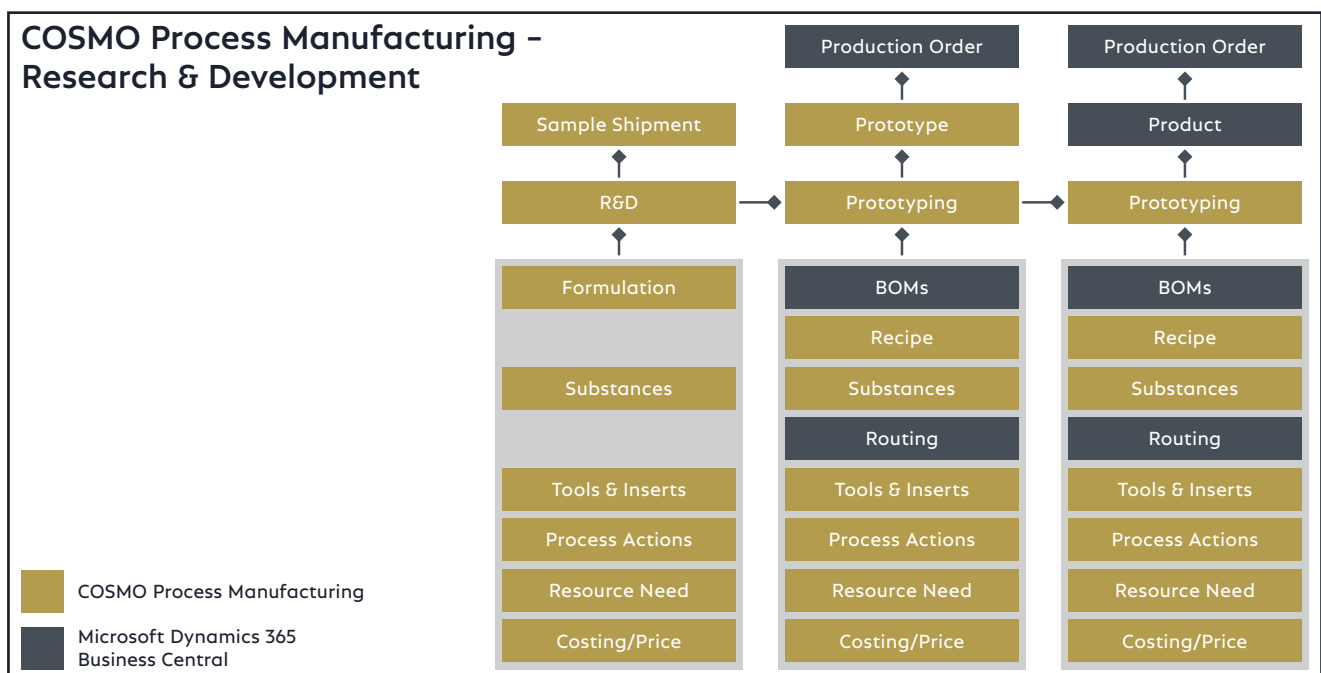 COSMO Process Manufacturing –
Research & Development
Production Order
Production Order
Sample Shipment
Prototype
Product
R&D
Prototyping
Prototyping
Formulation
BOMs
BOMs
Recipe
Recipe
Substances
Substances
Substances
Routing
Routing
Tools & Inserts
Tools & Inserts
Tools & Inserts
Process Actions
Process Actions
Process Actions
COSMO Process Manufacturing
Resource Need
Resource Need
Resource Need
Microsoft Dynamics 365
Business Central
Costing/Price
Costing/Price
Costing/Price